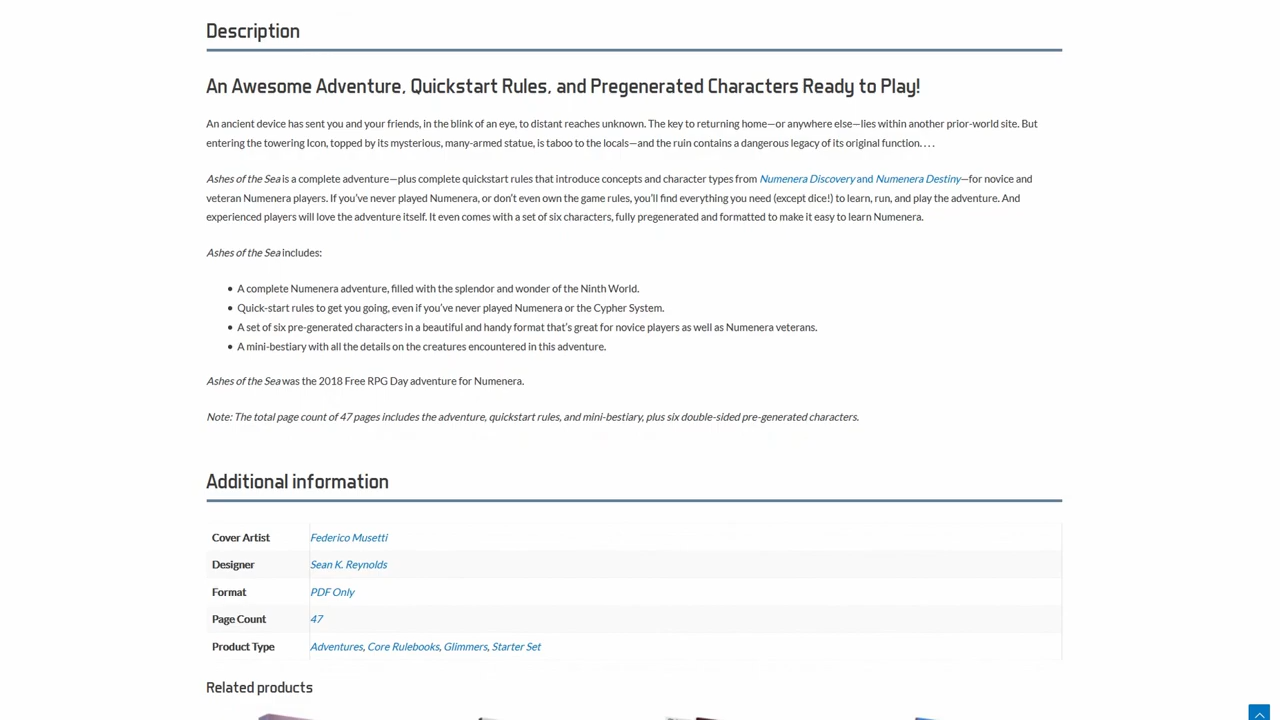 Description
An Awesome Adventure, Quickstart Rules, and Pregenerated Characters Ready to Play!
An ancient device has sent you and your friends, in the blink of an eye, to distant reaches unknown. The key to returning home—or anywhere else—lies within another prior-world site. But
entering the towering Icon, topped by its mysterious, many-armed statue, is taboo to the locals—and the ruin contains a dangerous legacy of its original function. . . .
Ashes of the Sea is a complete adventure—plus complete quickstart rules that introduce concepts and character types from Numenera Discovery and Numenera Destiny—for novice and
veteran Numenera players. If you’ve never played Numenera, or don’t even own the game rules, you’ll find everything you need (except dice!) to learn, run, and play the adventure. And
experienced players will love the adventure itself. It even comes with a set of six characters, fully pregenerated and formatted to make it easy to learn Numenera.
Ashes of the Sea includes:
• A complete Numenera adventure, filled with the splendor and wonder of the Ninth World.
• Quick-start rules to get you going, even if you’ve never played Numenera or the Cypher System.
• A set of six pre-generated characters in a beautiful and handy format that’s great for novice players as well as Numenera veterans.
• A mini-bestiary with all the details on the creatures encountered in this adventure.
Ashes of the Sea was the 2018 Free RPG Day adventure for Numenera.
Note: The total page count of 47 pages includes the adventure, quickstart rules, and mini-bestiary, plus six double-sided pre-generated characters.
Additional information
Cover Artist Federico Musetti
Designer Sean K. Reynolds
Format PDF Only
Page Count 47
Product Type Adventures, Core Rulebooks, Glimmers, Starter Set
Related products